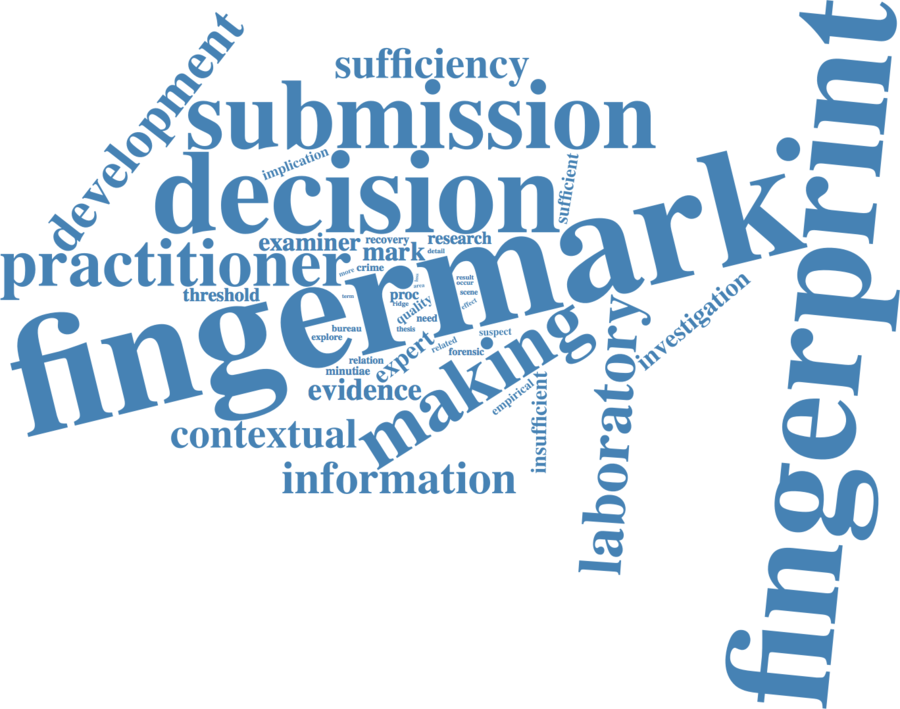 development
sufficiency
submission
implication
decision
sufficient
fingerprint
examiner
recovery
research
practitioner
mark
detail
more
crime
threshold
term
area
result
occur
proc
scene
ridge
effect
quality
need
fingermark
bureau
explore
thesis
suspect
related
expert
forensic
relation
minutiae
evidence
making
empirical
insufficient
laboratory
investigation
contextual
information